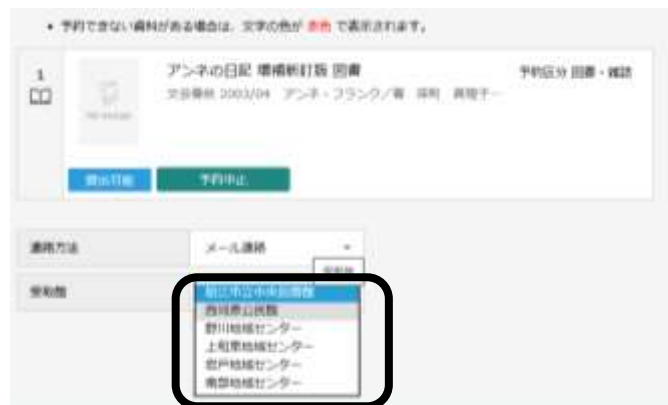 • 予約できない資料がある場合は、文字の色が 赤色 で表示されます。
1
アンネの日記 増補新訂版 図書
予約区分 図書・雑誌
文芸春秋 2003/04 アンネ・フランク/著 深町 眞理子…
貸出可能
予約中止
連絡方法
メール連絡
受取館
受取館
狛江市立中央図書館
西河原公民館
野川地域センター
上和泉地域センター
岩戸地域センター
南部地域センター